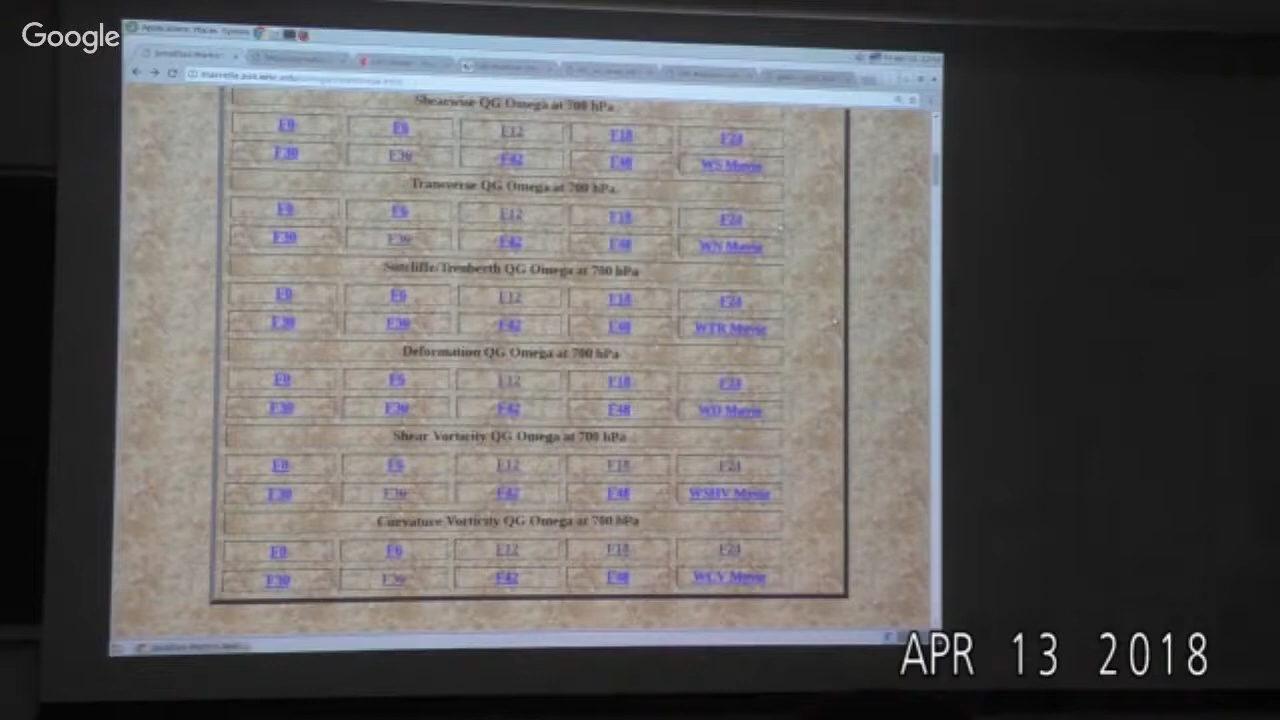 Google
Applications Places System
Shearwise QG Omega at 700 hPa
F0 F6 F12 F18 F24
F30 F36 F42 F48 WS Movie
Transverse QG Omega at 700 hPa
F0 F6 F12 F18 F24
F30 F36 F42 F48 WN Movie
Sutcliffe/Trenberth QG Omega at 700 hPa
F0 F6 F12 F18 F24
F30 F36 F42 F48 WTR Movie
Deformation QG Omega at 700 hPa
F0 F6 F12 F18 F24
F30 F36 F42 F48 WD Movie
Shear Vorticity QG Omega at 700 hPa
F0 F6 F12 F18 F24
F30 F36 F42 F48 WSHV Movie
Curvature Vorticity QG Omega at 700 hPa
F0 F6 F12 F18 F24
F30 F36 F42 F48 WCV Movie
APR 13 2018